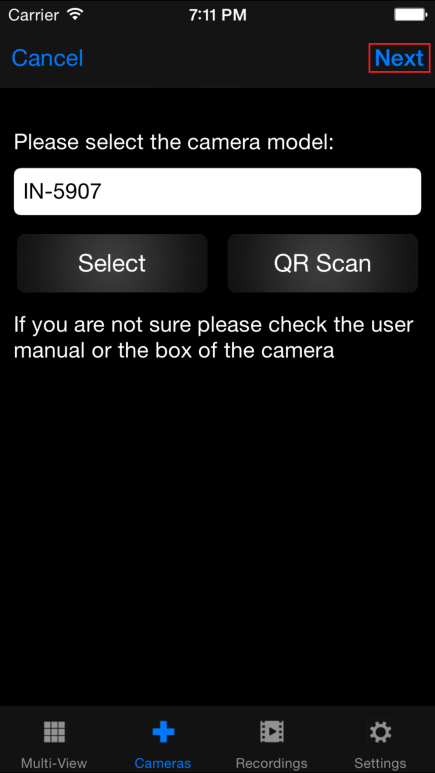 Carrier 7:11 PM
Cancel Next
Please select the camera model:
IN-5907
Select QR Scan
If you are not sure please check the user
manual or the box of the camera
Multi-View Cameras Recordings Settings